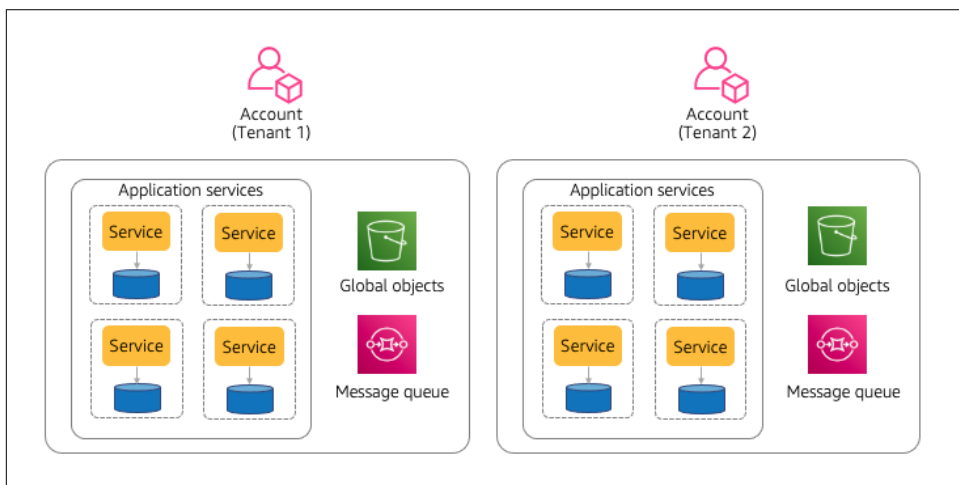 Account
(Tenant 1)
Application services
Service
Service
Service
Service
Global objects
Message queue
Account
(Tenant 2)
Application services
Service
Service
Service
Service
Global objects
Message queue